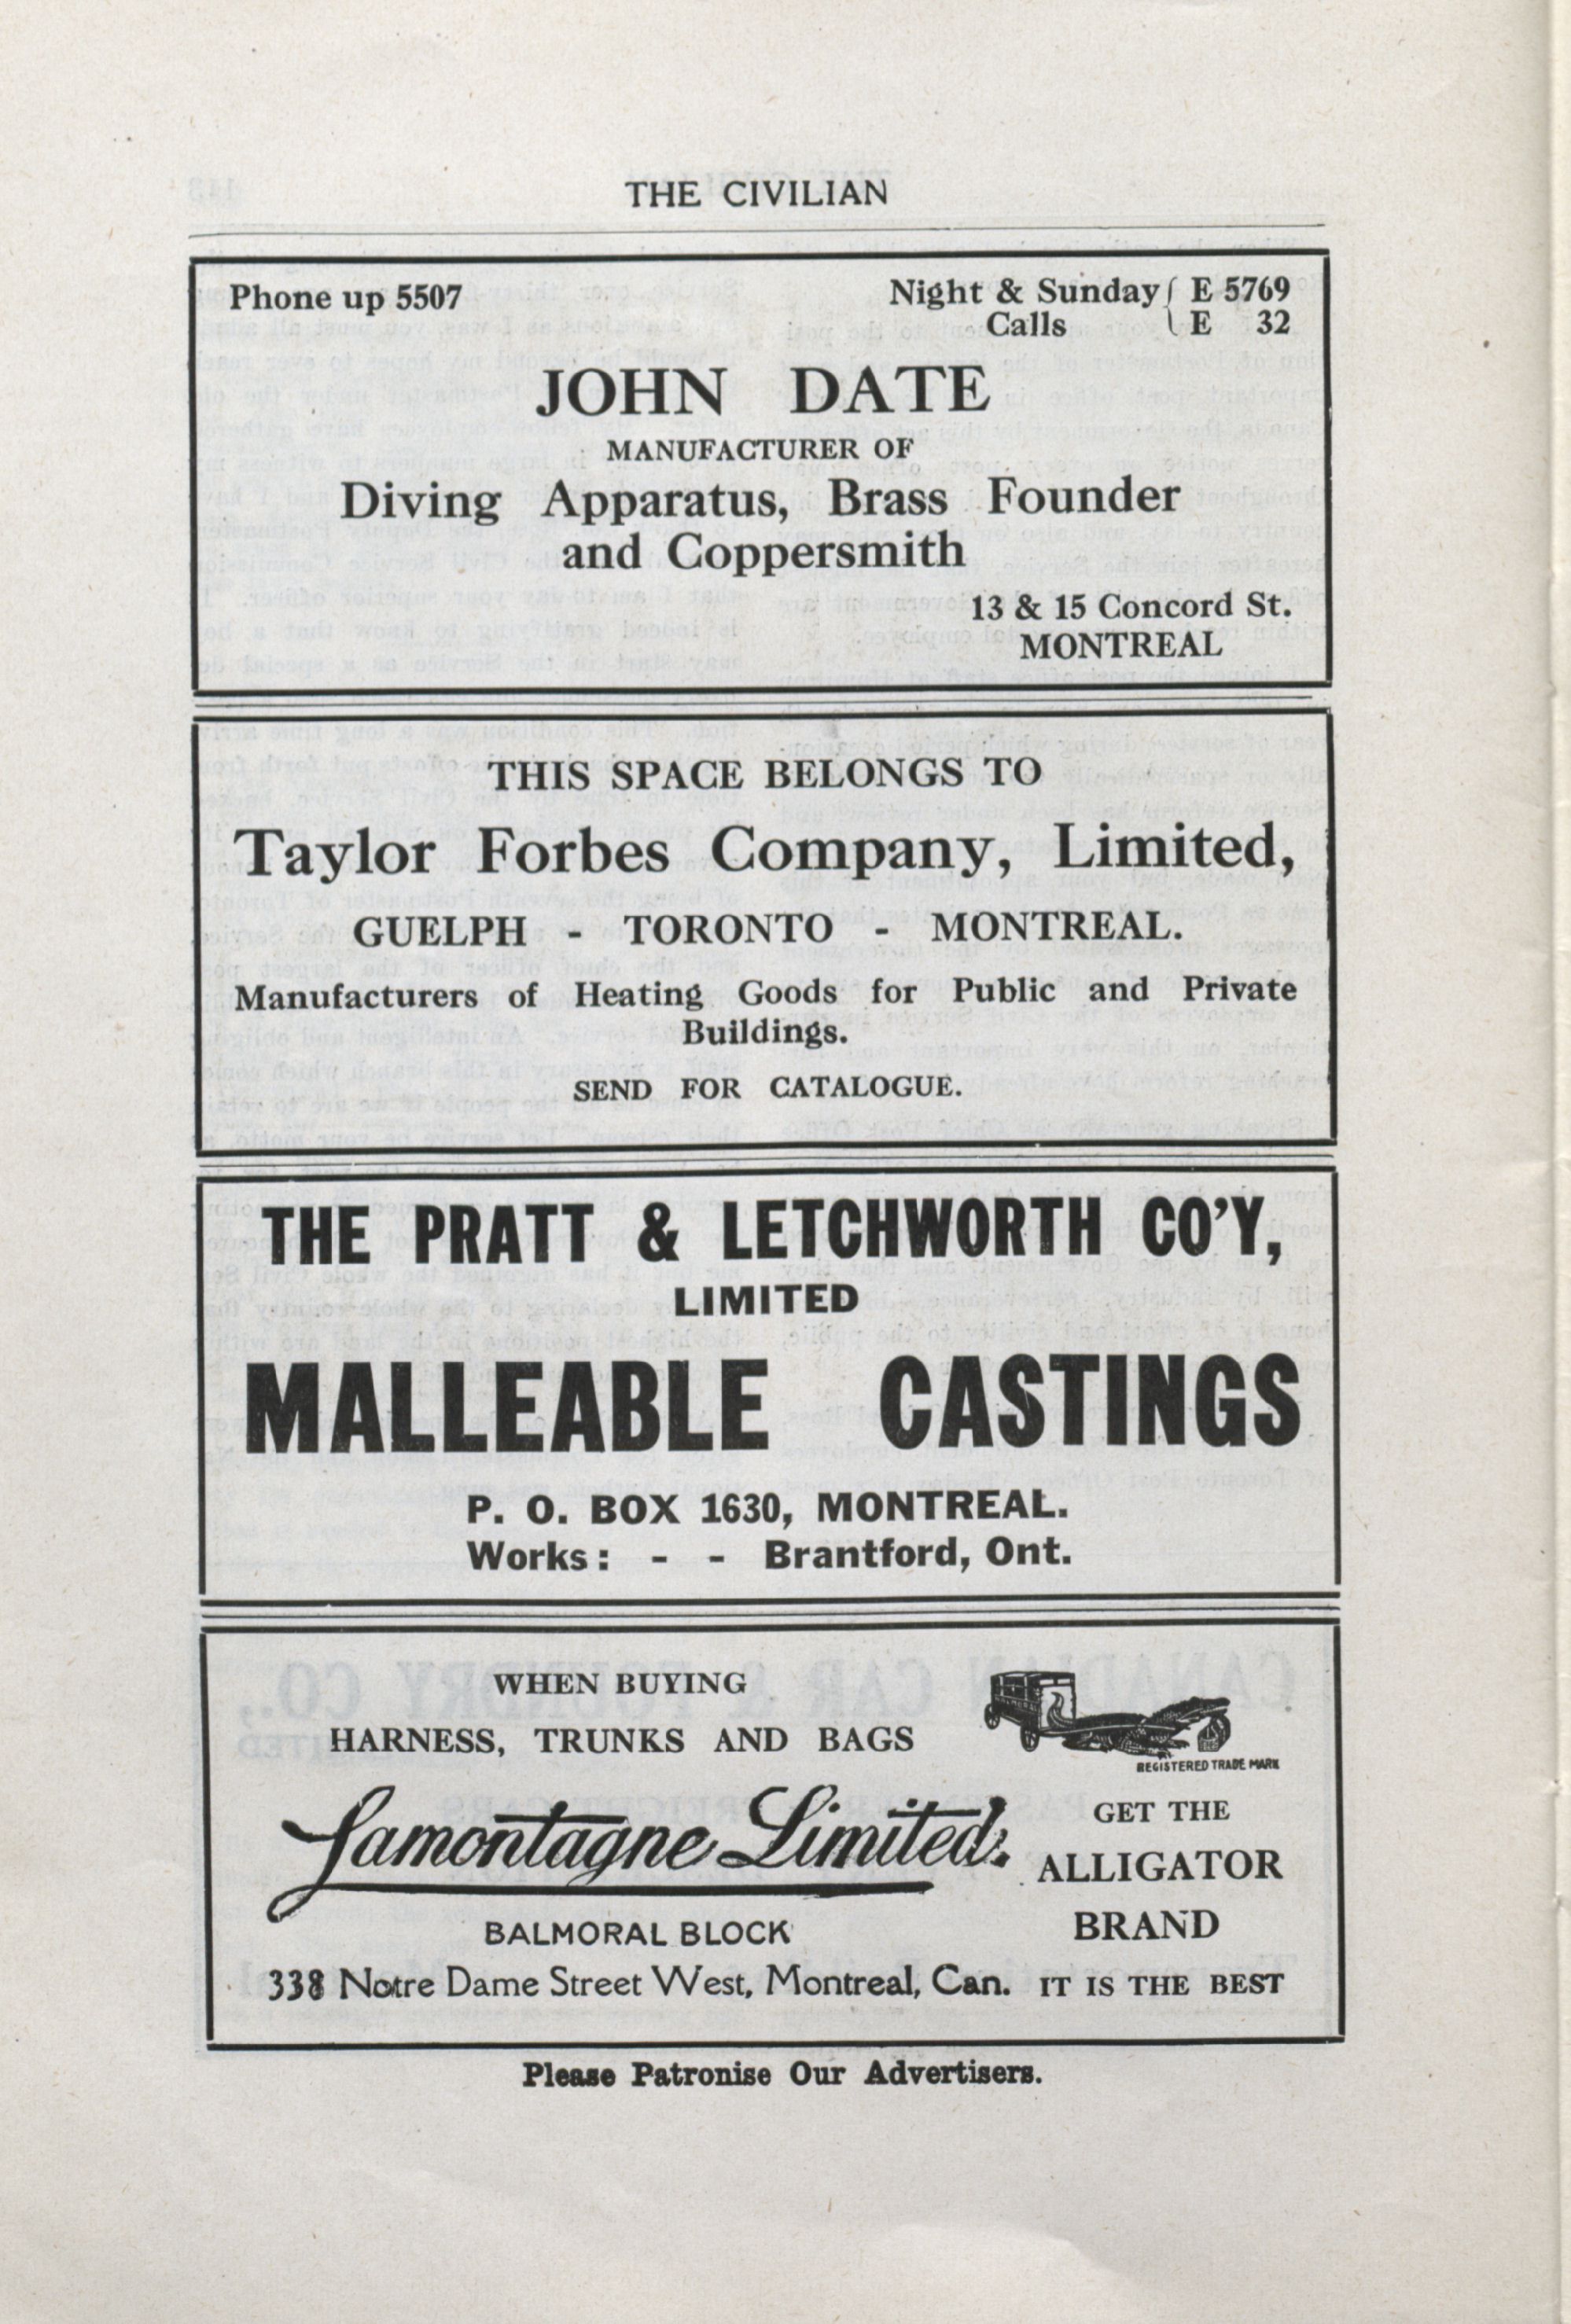 THE CIVILIAN
Phone up 5507
Night & Sunday { E 5769
Calls { E 32
JOHN DATE
MANUFACTURER OF
Diving Apparatus, Brass Founder
and Coppersmith
13 & 15 Concord St.
MONTREAL
THIS SPACE BELONGS TO
Taylor Forbes Company, Limited,
GUELPH - TORONTO - MONTREAL.
Manufacturers of Heating Goods for Public and Private
Buildings.
SEND FOR CATALOGUE.
THE PRATT & LETCHWORTH CO'Y,
LIMITED
MALLEABLE CASTINGS
P. O. BOX 1630, MONTREAL.
Works: - - Brantford, Ont.
WHEN BUYING
HARNESS, TRUNKS AND BAGS
REGISTERED TRADE MARK
Lamontagne Limited.
GET THE
ALLIGATOR
BRAND
IT IS THE BEST
BALMORAL BLOCK
338 Notre Dame Street West, Montreal, Can.
Please Patronise Our Advertisers.